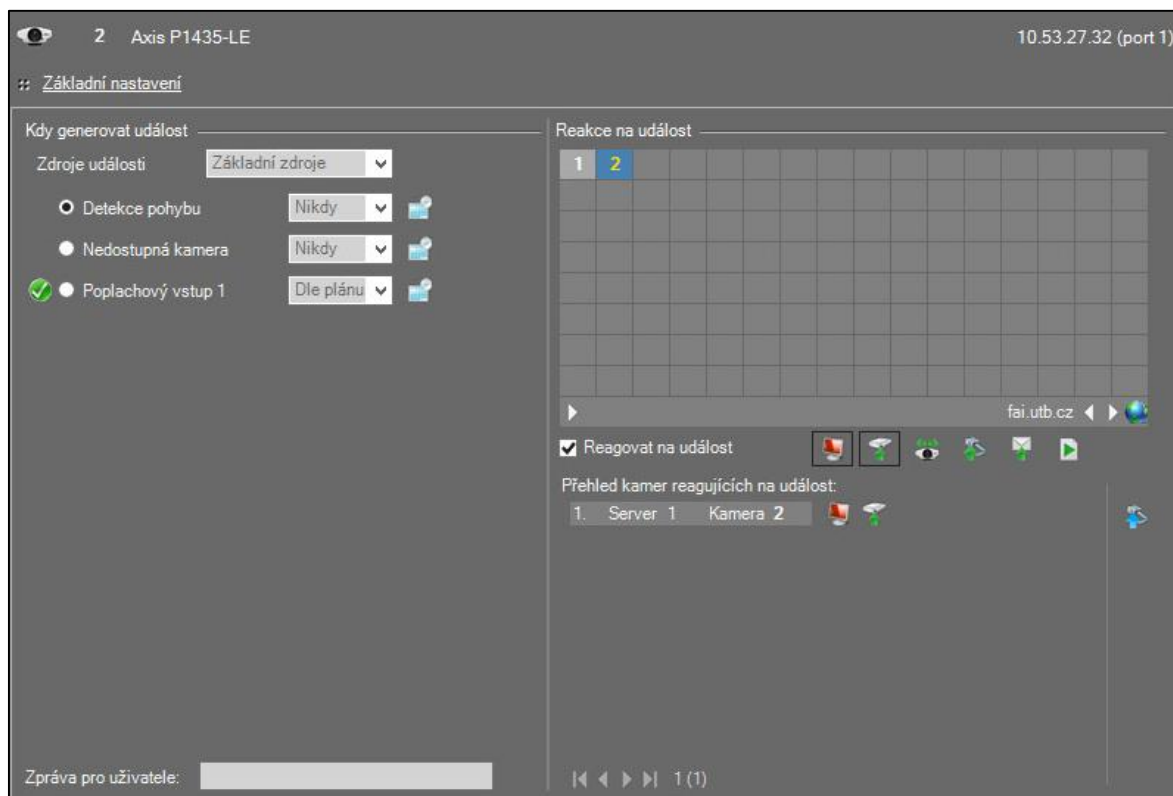 2 Axis P1435-LE 10.53.27.32 (port 1)
Základní nastavení
Kdy generovat událost
Zdroje události Základní zdroje
Detekce pohybu Nikdy
Nedostupná kamera Nikdy
Poplachový vstup 1 Dle plánu
Zpráva pro uživatele:
Reakce na událost
1 2
fai.utb.cz
Reagovat na událost
Přehled kamer reagujících na událost:
1. Server 1 Kamera 2
1 (1)